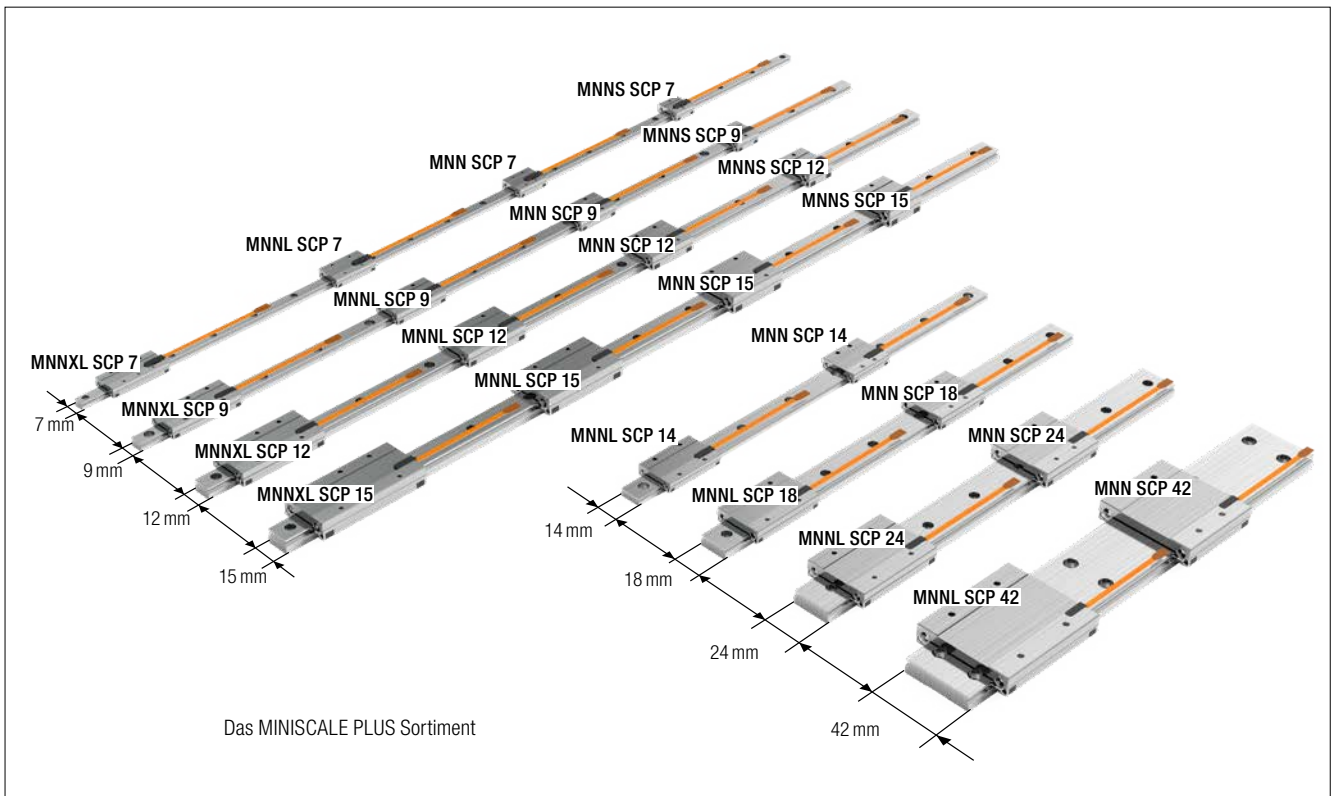 MNNS SCP 7
MNNS SCP 9
MNN SCP 7
MNNS SCP 12
MNNS SCP 15
MNN SCP 9
MNNL SCP 7
MNN SCP 12
MNN SCP 15
MNNL SCP 9
MNNL SCP 12
MNN SCP 14
MNNXL SCP 7
MNNL SCP 15
MNN SCP 18
MNNXL SCP 9
7 mm
MNN SCP 24
MNNL SCP 14
MNNXL SCP 12
9 mm
MNNL SCP 18
MNN SCP 42
MNNXL SCP 15
12 mm
14 mm
MNNL SCP 24
15 mm
18 mm
MNNL SCP 42
24 mm
Das MINISCALE PLUS Sortiment
42 mm